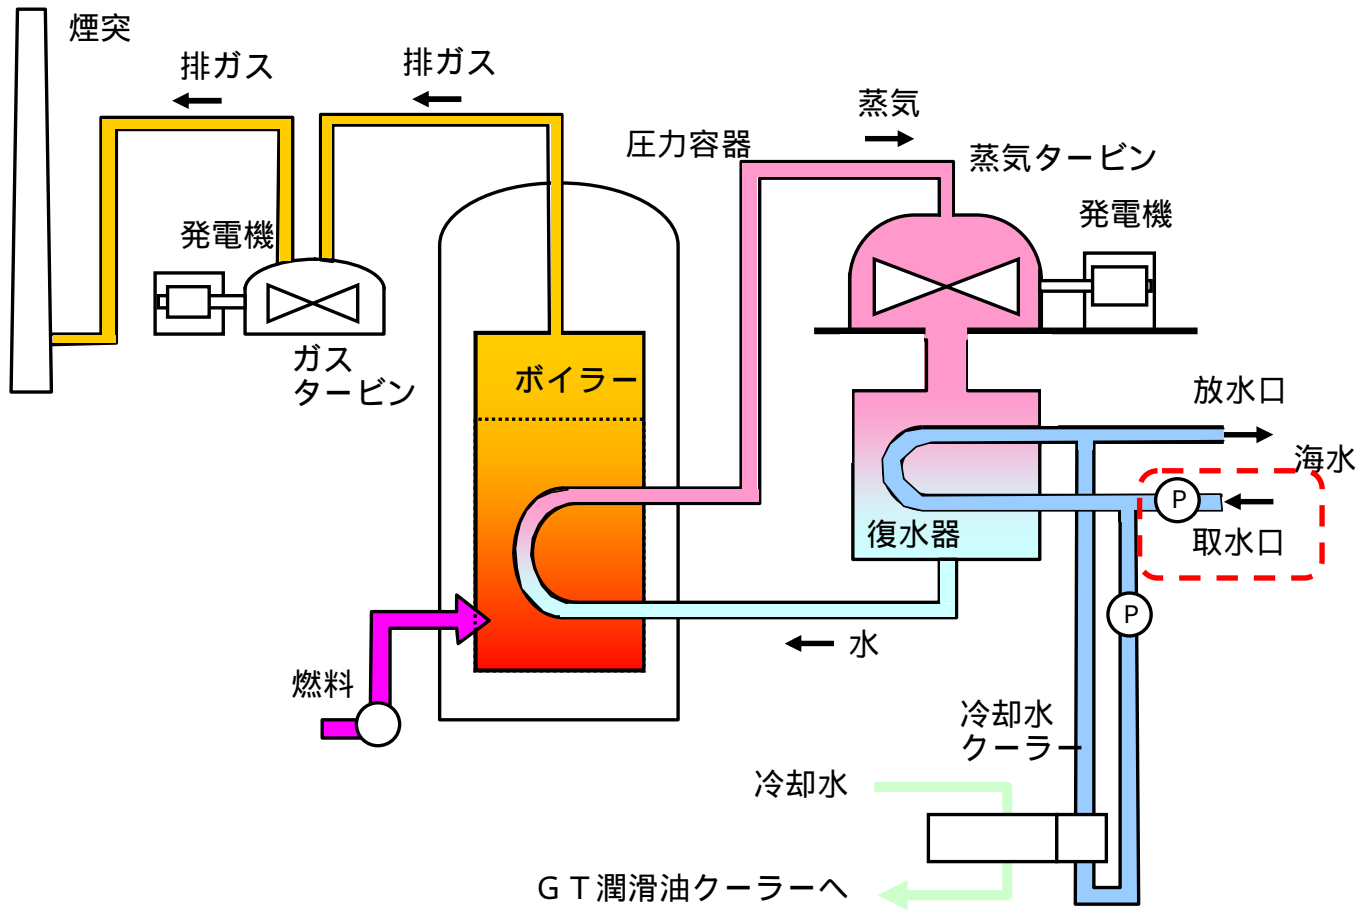 煙突
排ガス
排ガス
蒸気
圧力容器
蒸気タービン
発電機
発電機
ガス
タービン
ボイラー
放水口
海水
P
復水器
取水口
P
水
燃料
冷却水
クーラー
冷却水
ＧＴ潤滑油クーラーへ